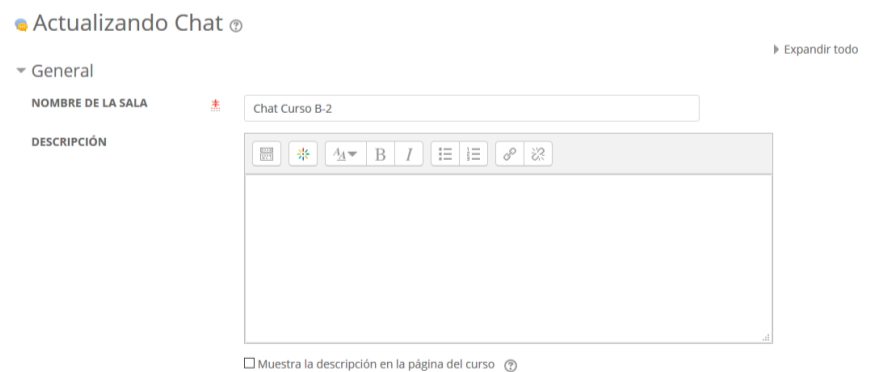 Actualizando Chat
Expandir todo
General
NOMBRE DE LA SALA
Chat Curso B-2
DESCRIPCIÓN
B I
Muestra la descripción en la página del curso